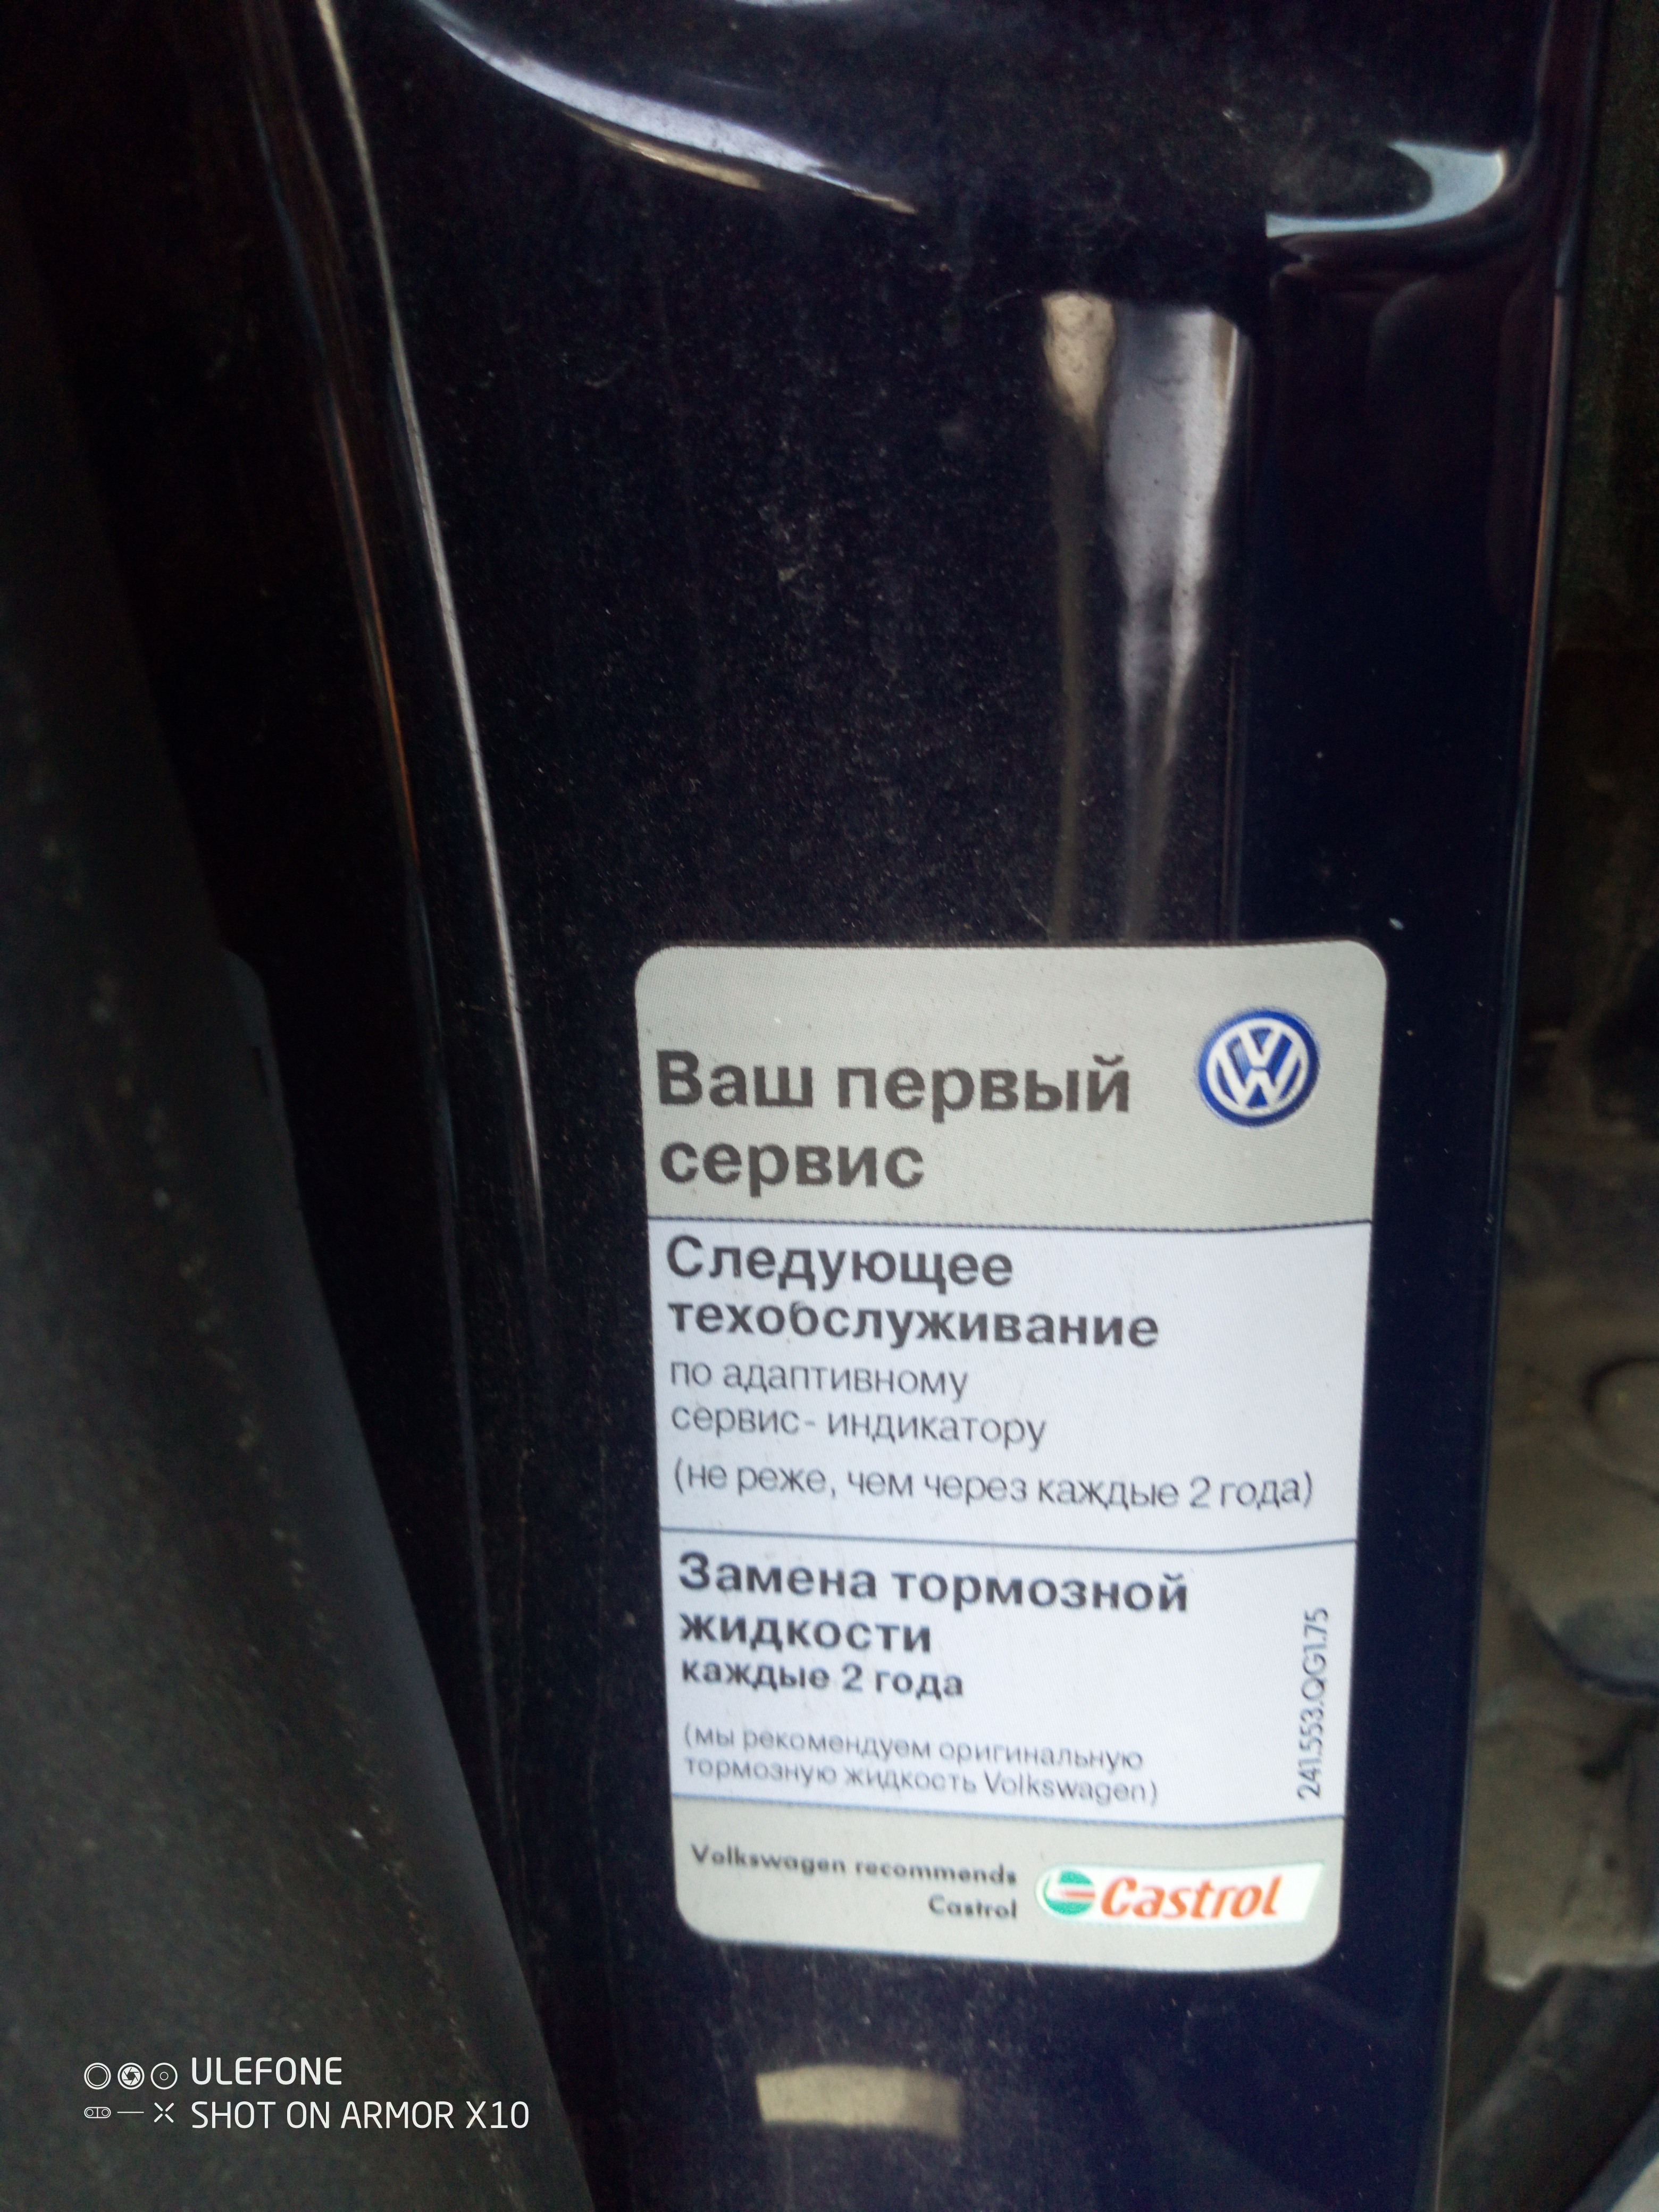 Ваш первый
сервис
Следующее
техобслуживание
по адаптивному
сервис- индикатору
(не реже, чем через каждые 2 года)
Замена тормозной
жидкости
каждые 2 года
(мы рекомендуем оригинальную
тормозную жидкость Volkswagen)
241.553.QG1.75
Volkswagen recommends
Castrol
Castrol
ULEFONE
SHOT ON ARMOR X10